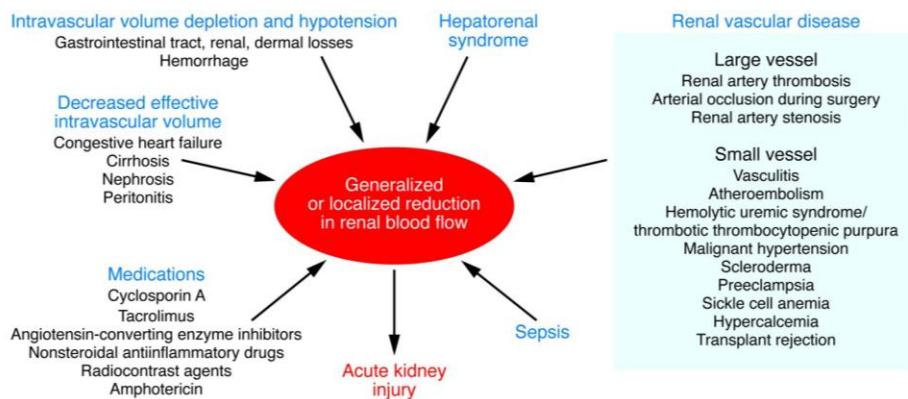 Intravascular volume depletion and hypotension
Gastrointestinal tract, renal, dermal losses
Hemorrhage
Hepatorenal
syndrome
Renal vascular disease
Large vessel
Renal artery thrombosis
Arterial occlusion during surgery
Renal artery stenosis
Small vessel
Vasculitis
Atheroembolism
Hemolytic uremic syndrome/
thrombotic thrombocytopenic purpura
Malignant hypertension
Scleroderma
Preeclampsia
Sickle cell anemia
Hypercalcemia
Transplant rejection
Decreased effective
intravascular volume
Congestive heart failure
Cirrhosis
Nephrosis
Peritonitis
Generalized
or localized reduction
in renal blood flow
Medications
Cyclosporin A
Tacrolimus
Angiotensin-converting enzyme inhibitors
Nonsteroidal antiinflammatory drugs
Radiocontrast agents
Amphotericin
Acute kidney
injury
Sepsis